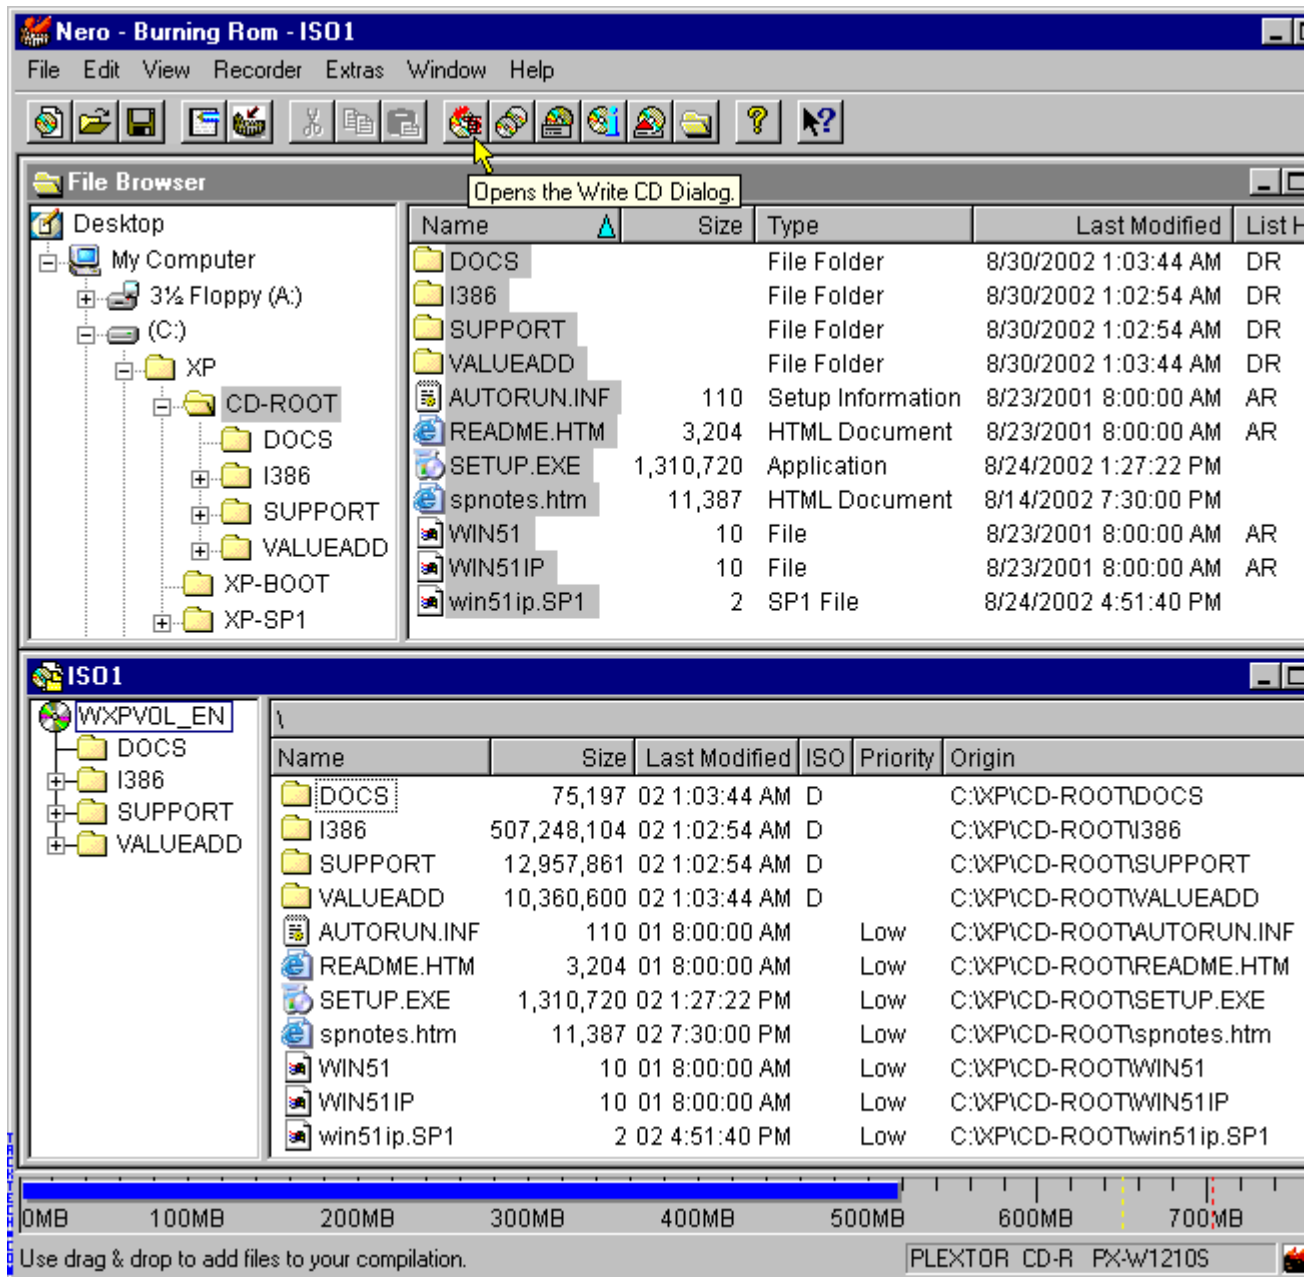 Nero - Burning Rom - ISO1
File Edit View Recorder Extras Window Help
Opens the Write CD Dialog.
File Browser
Desktop
My Computer
3½ Floppy (A:)
(C:)
XP
CD-ROOT
DOCS
I386
SUPPORT
VALUEADD
XP-BOOT
XP-SP1
Name Size Type Last Modified List H
DOCS File Folder 8/30/2002 1:03:44 AM DR
I386 File Folder 8/30/2002 1:02:54 AM DR
SUPPORT File Folder 8/30/2002 1:02:54 AM DR
VALUEADD File Folder 8/30/2002 1:03:44 AM DR
AUTORUN.INF 110 Setup Information 8/23/2001 8:00:00 AM AR
README.HTM 3,204 HTML Document 8/23/2001 8:00:00 AM AR
SETUP.EXE 1,310,720 Application 8/24/2002 1:27:22 PM
spnotes.htm 11,387 HTML Document 8/14/2002 7:30:00 PM
WIN51 10 File 8/23/2001 8:00:00 AM AR
WIN51IP 10 File 8/23/2001 8:00:00 AM AR
win51ip.SP1 2 SP1 File 8/24/2002 4:51:40 PM
ISO1
WXPVOL_EN
DOCS
I386
SUPPORT
VALUEADD
\
Name Size Last Modified ISO Priority Origin
DOCS 75,197 02 1:03:44 AM D C:\XP\CD-ROOT\DOCS
I386 507,248,104 02 1:02:54 AM D C:\XP\CD-ROOT\I386
SUPPORT 12,957,861 02 1:02:54 AM D C:\XP\CD-ROOT\SUPPORT
VALUEADD 10,360,600 02 1:03:44 AM D C:\XP\CD-ROOT\VALUEADD
AUTORUN.INF 110 01 8:00:00 AM Low C:\XP\CD-ROOT\AUTORUN.INF
README.HTM 3,204 01 8:00:00 AM Low C:\XP\CD-ROOT\README.HTM
SETUP.EXE 1,310,720 02 1:27:22 PM Low C:\XP\CD-ROOT\SETUP.EXE
spnotes.htm 11,387 02 7:30:00 PM Low C:\XP\CD-ROOT\spnotes.htm
WIN51 10 01 8:00:00 AM Low C:\XP\CD-ROOT\WIN51
WIN51IP 10 01 8:00:00 AM Low C:\XP\CD-ROOT\WIN51IP
win51ip.SP1 2 02 4:51:40 PM Low C:\XP\CD-ROOT\win51ip.SP1
0MB 100MB 200MB 300MB 400MB 500MB 600MB 700MB
Use drag & drop to add files to your compilation.
PLEXTOR CD-R PX-W1210S